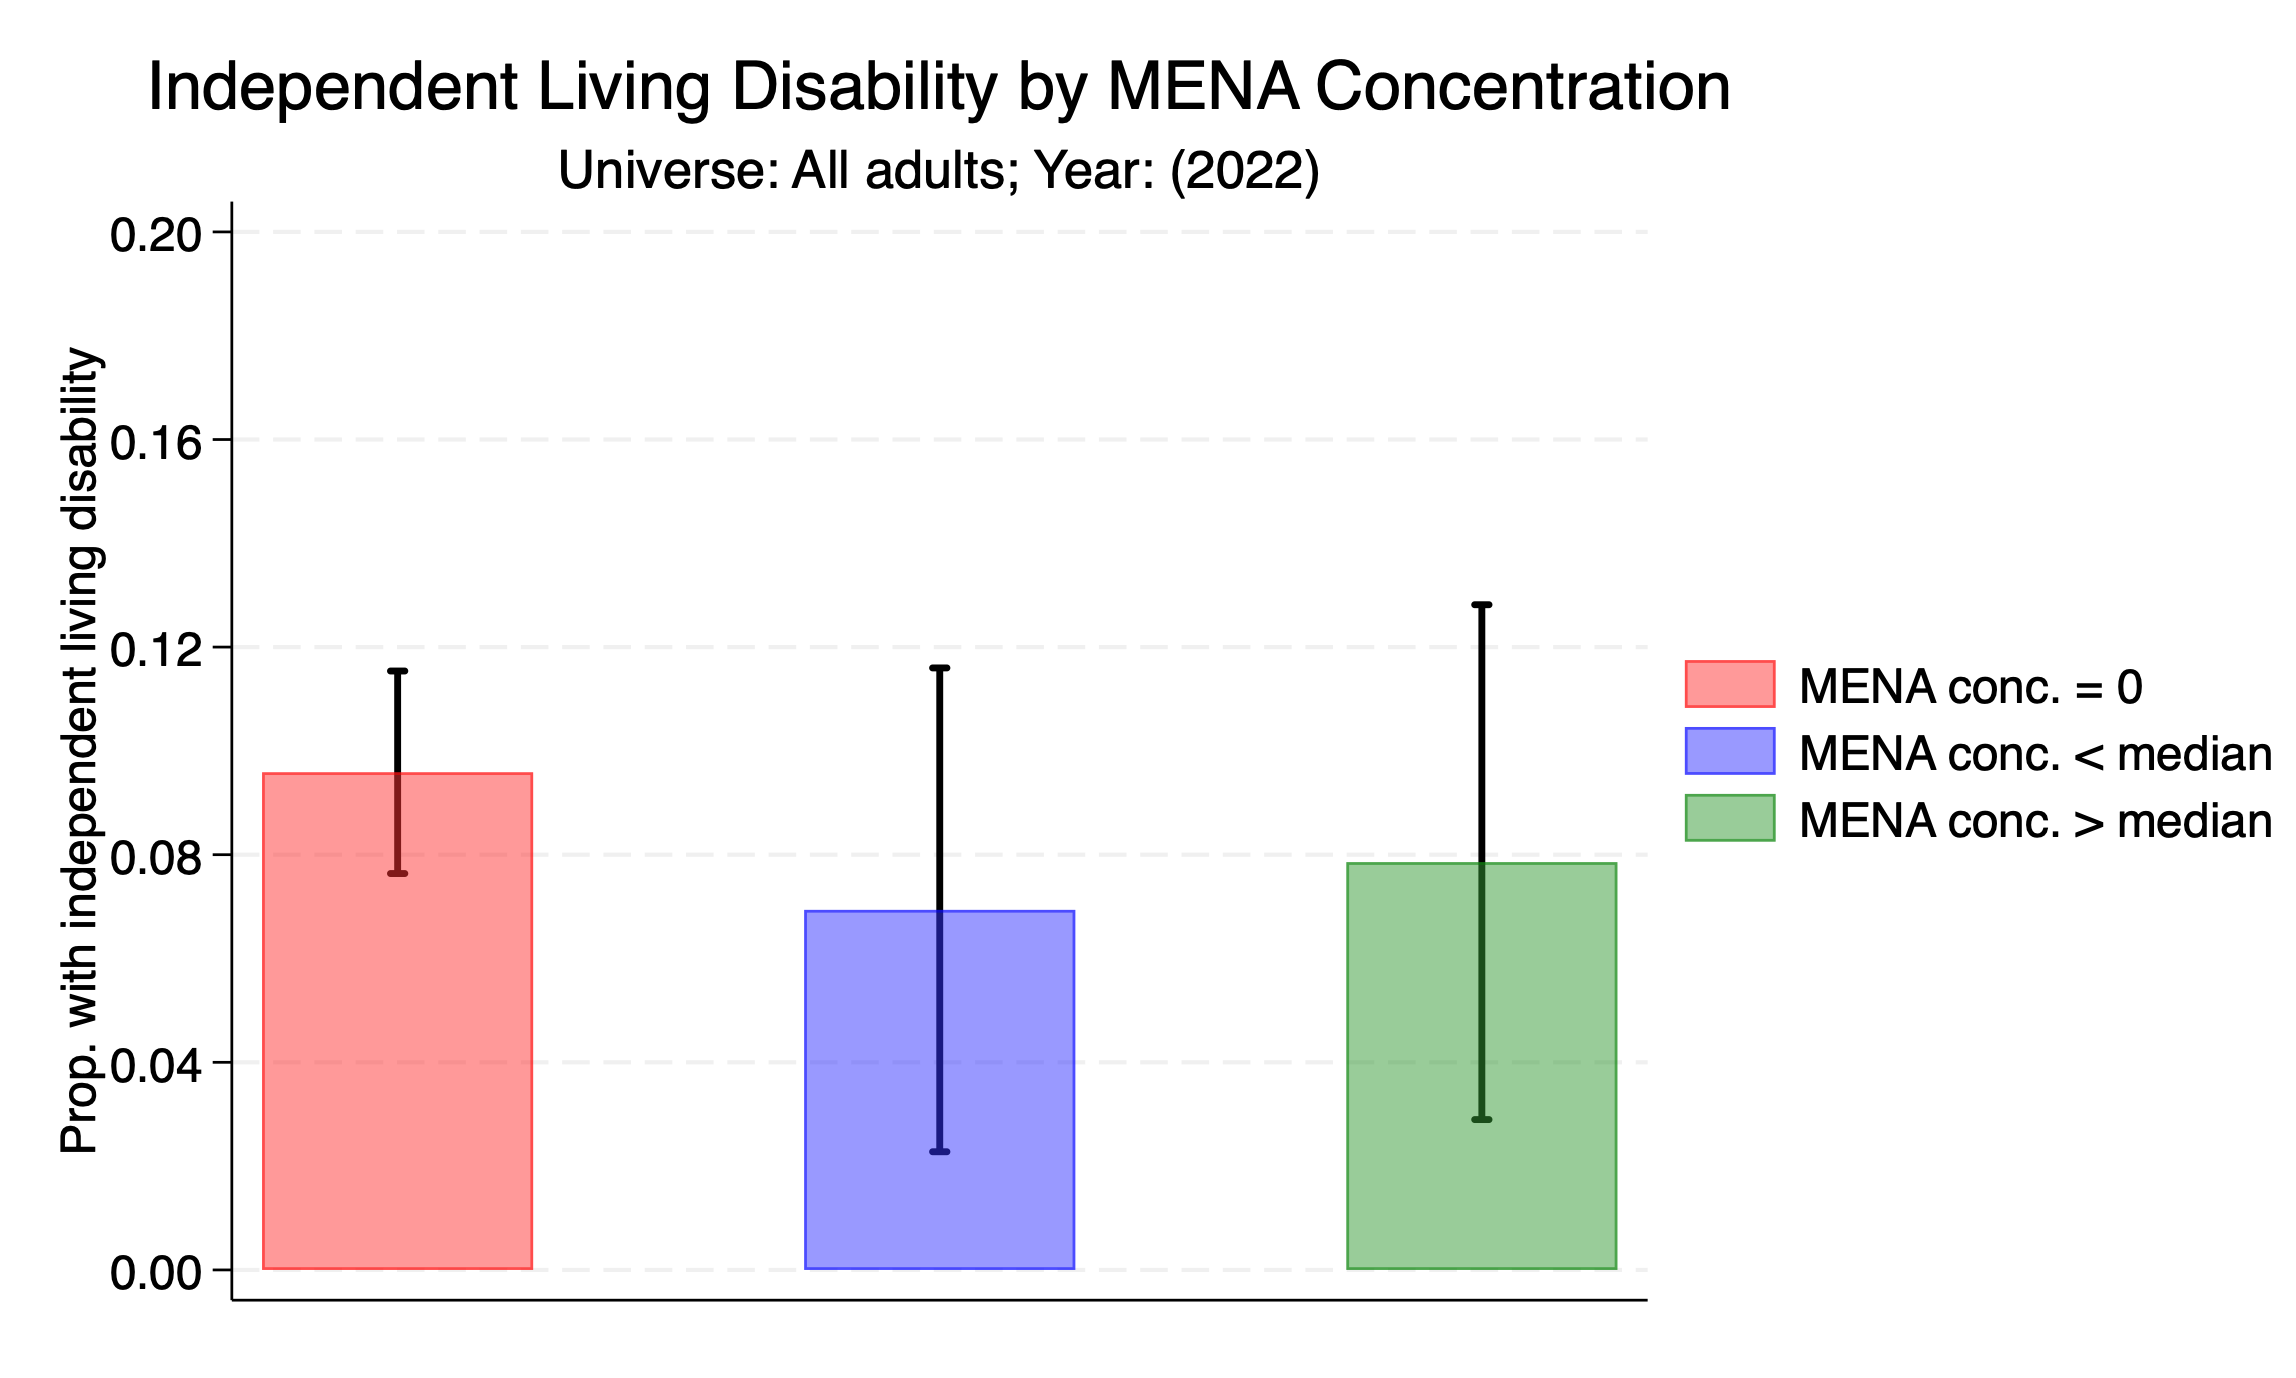 Independent Living Disability by MENA Concentration
Universe: All adults; Year: (2022)
Prop. with independent living disability
0.20
0.16
0.12
0.08
0.04
0.00
MENA conc. = 0
MENA conc. < median
MENA conc. > median